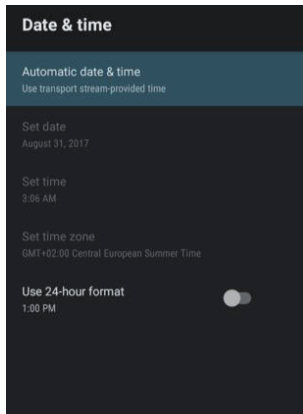 Date & time
Automatic date & time
Use transport stream-provided time
Set date
August 31, 2017
Set time
3:06 AM
Set time zone
GMT+02:00 Central European Summer Time
Use 24-hour format
1:00 PM